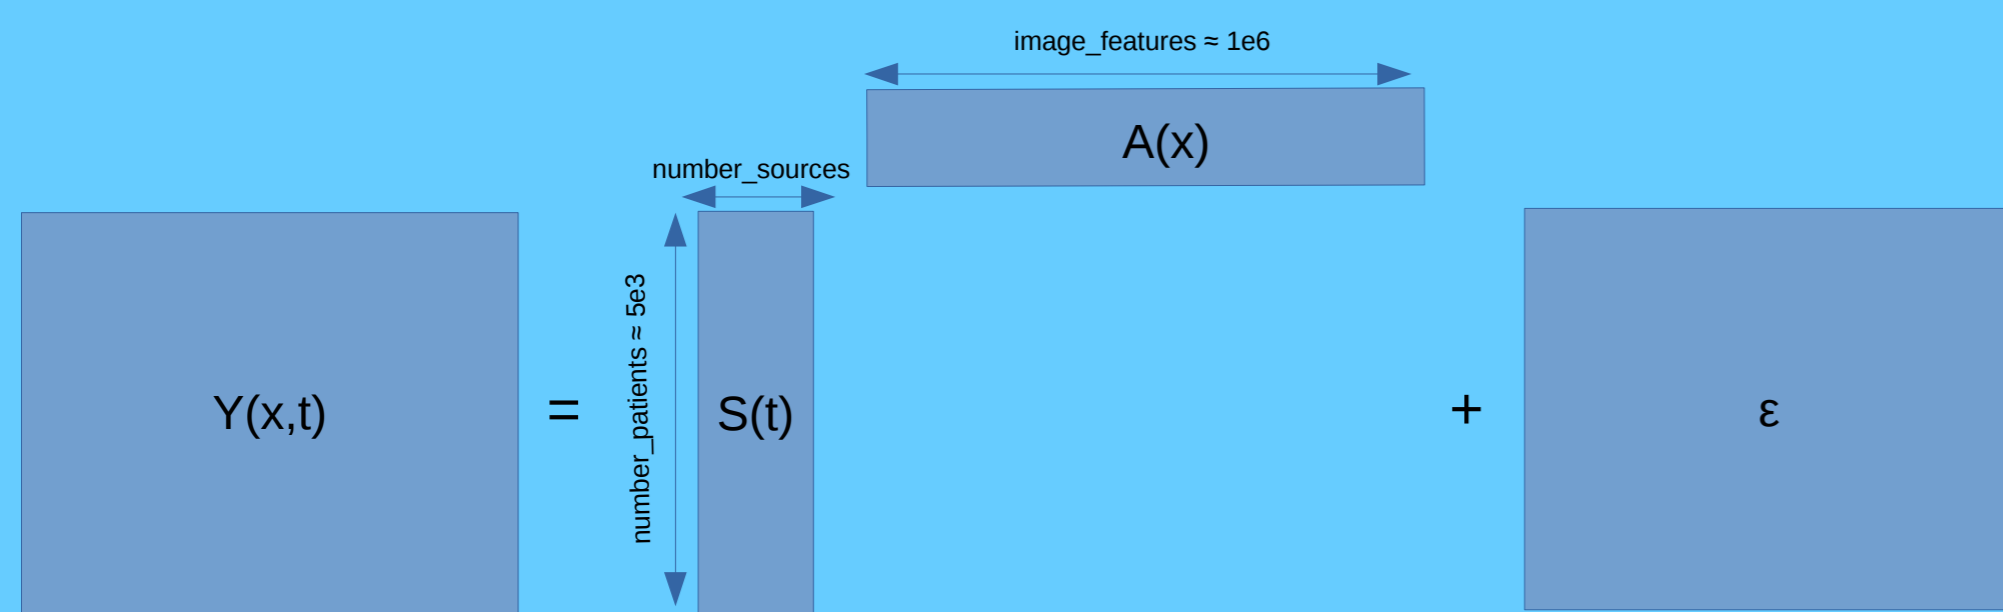 image_features ≈ 1e6
A(x)
number_sources
number_patients ≈ 5e3
Y(x,t)
=
S(t)
+
ε